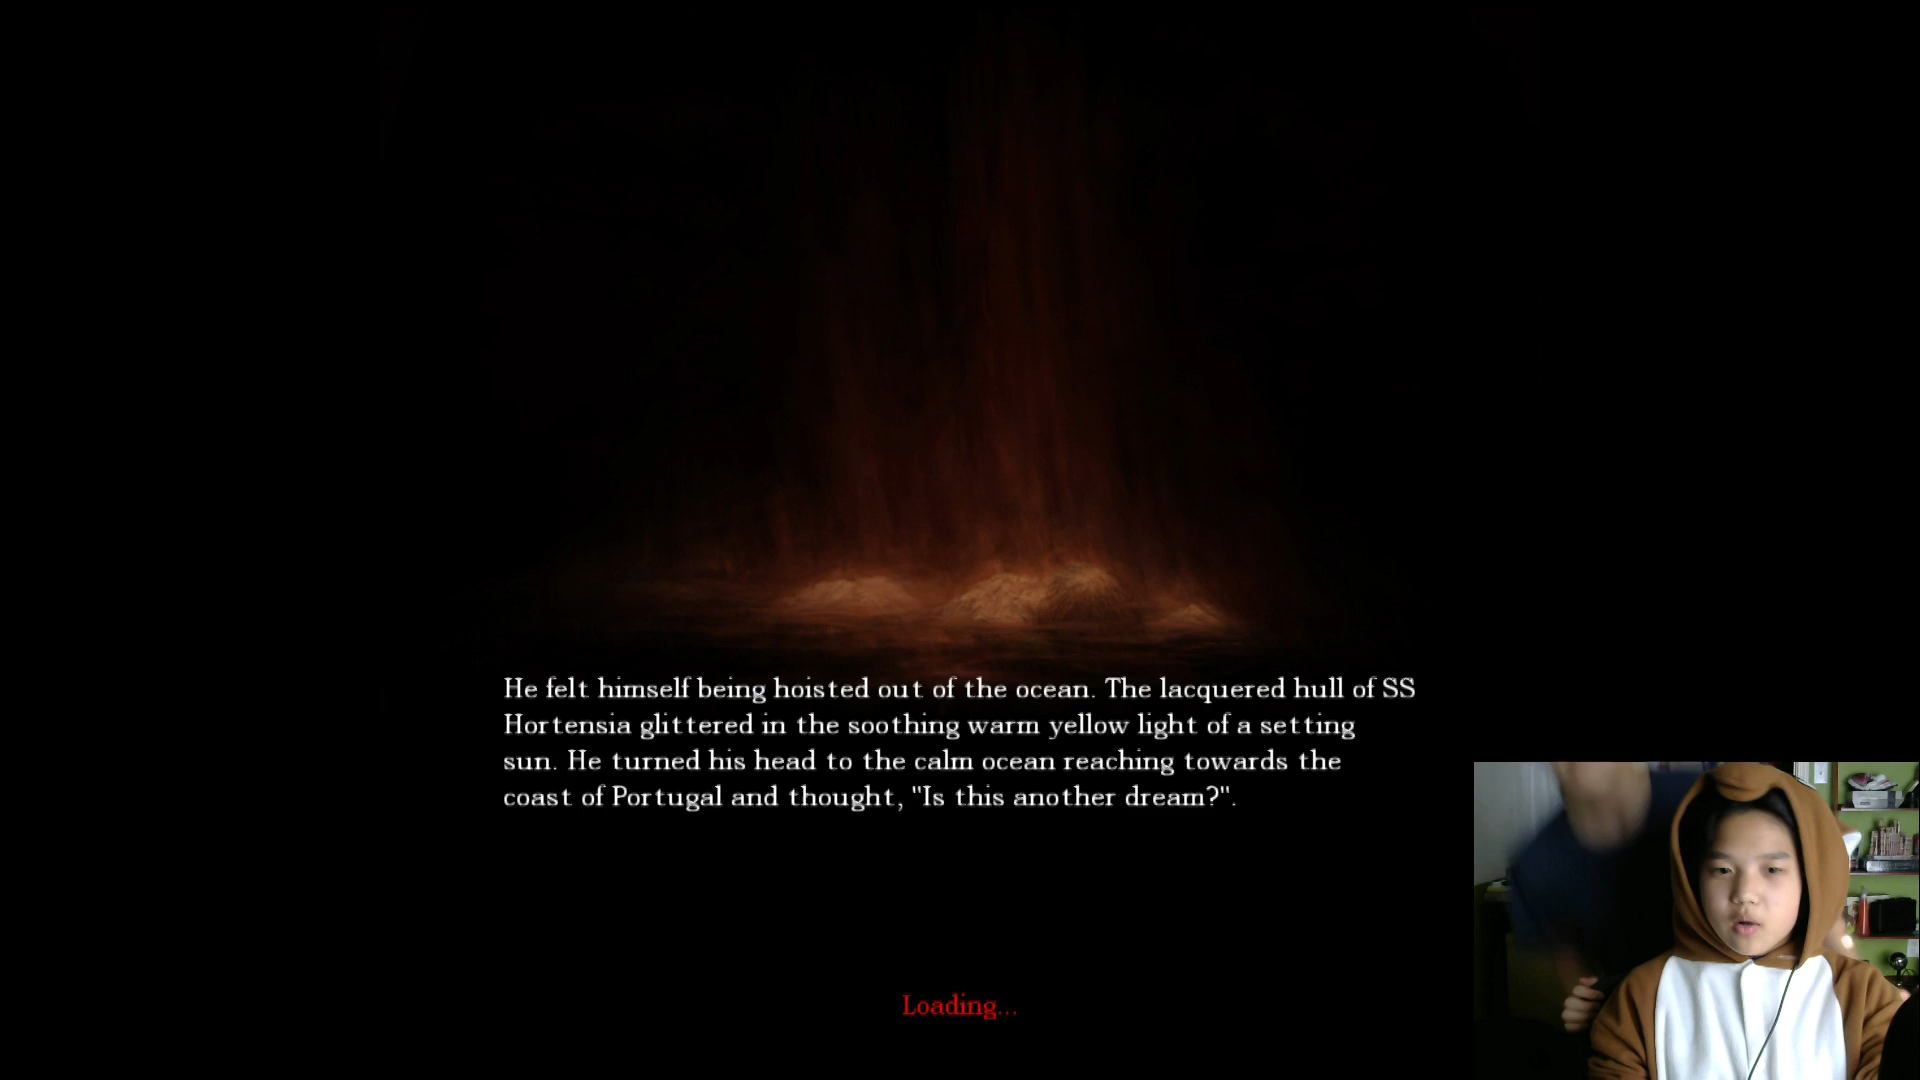 He felt himself being hoisted out of the ocean. The lacquered hull of SS
Hortensia glittered in the soothing warm yellow light of a setting
sun. He turned his head to the calm ocean reaching towards the
coast of Portugal and thought, "Is this another dream?".
Loading...